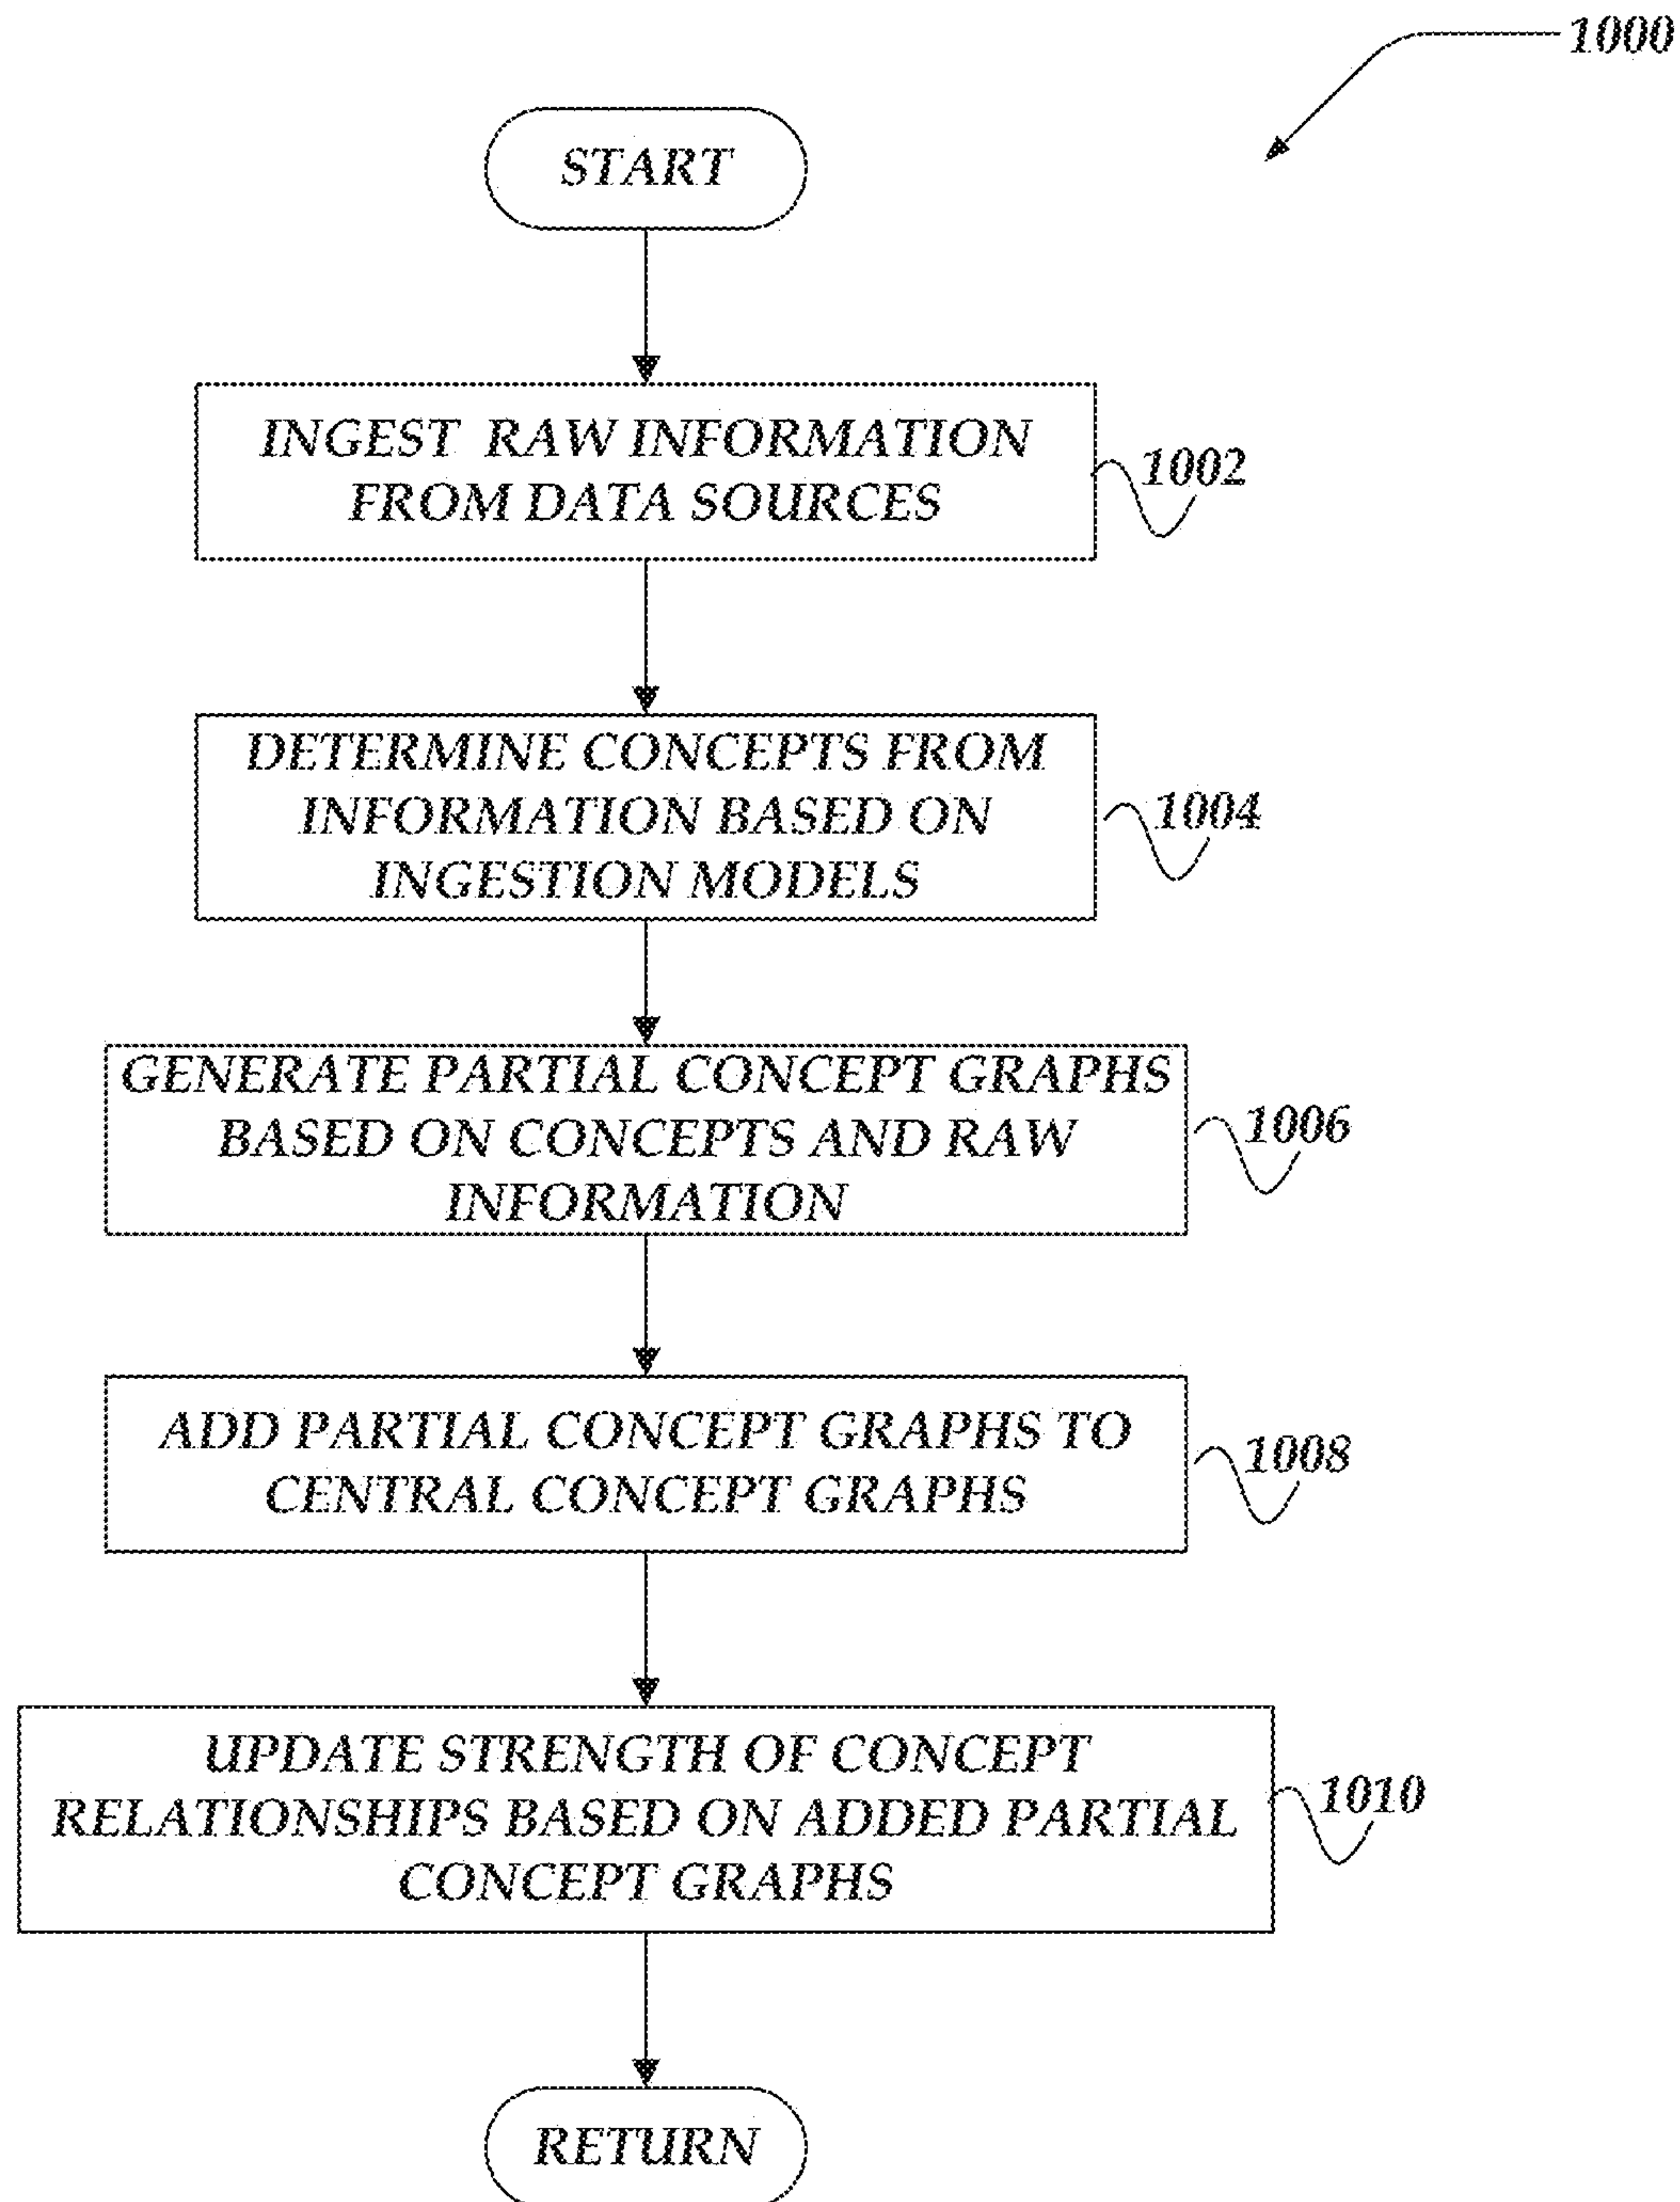 1000
START
INGEST RAW INFORMATION
FROM DATA SOURCES
1002
DETERMINE CONCEPTS FROM
INFORMATION BASED ON
INGESTION MODELS
1004
GENERATE PARTIAL CONCEPT GRAPHS
BASED ON CONCEPTS AND RAW
INFORMATION
1006
ADD PARTIAL CONCEPT GRAPHS TO
CENTRAL CONCEPT GRAPHS
1008
UPDATE STRENGTH OF CONCEPT
RELATIONSHIPS BASED ON ADDED PARTIAL
CONCEPT GRAPHS
1010
RETURN